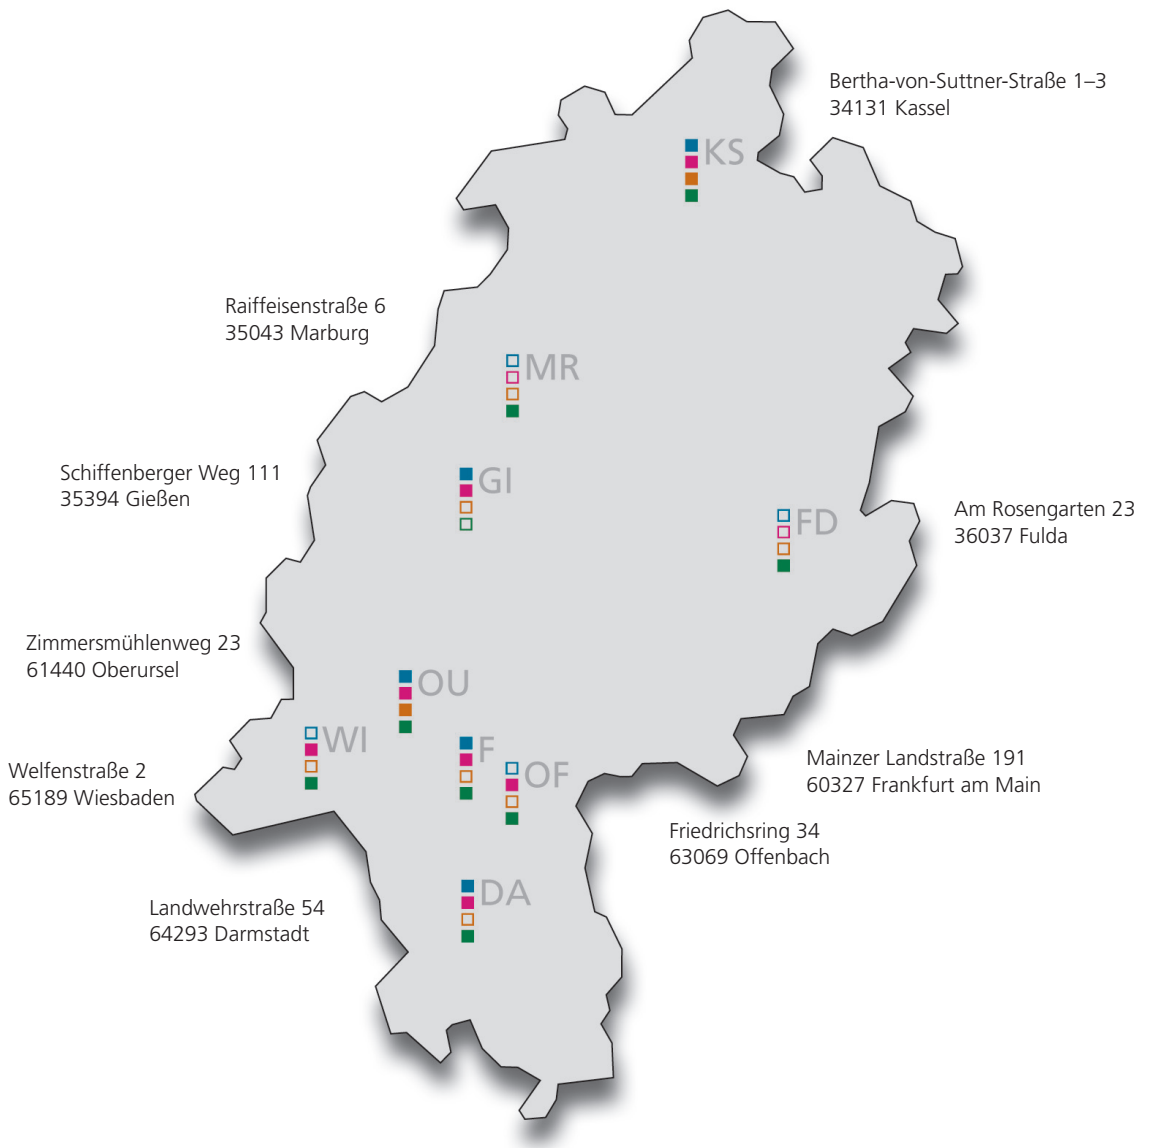 Bertha-von-Suttner-Straße 1–3
34131 Kassel
KS
Raiffeisenstraße 6
35043 Marburg
MR
Schiffenberger Weg 111
35394 Gießen
GI
Am Rosengarten 23
36037 Fulda
FD
Zimmersmühlenweg 23
61440 Oberursel
OU
WI
Welfenstraße 2
65189 Wiesbaden
F
OF
Mainzer Landstraße 191
60327 Frankfurt am Main
Friedrichsring 34
63069 Offenbach
DA
Landwehrstraße 54
64293 Darmstadt